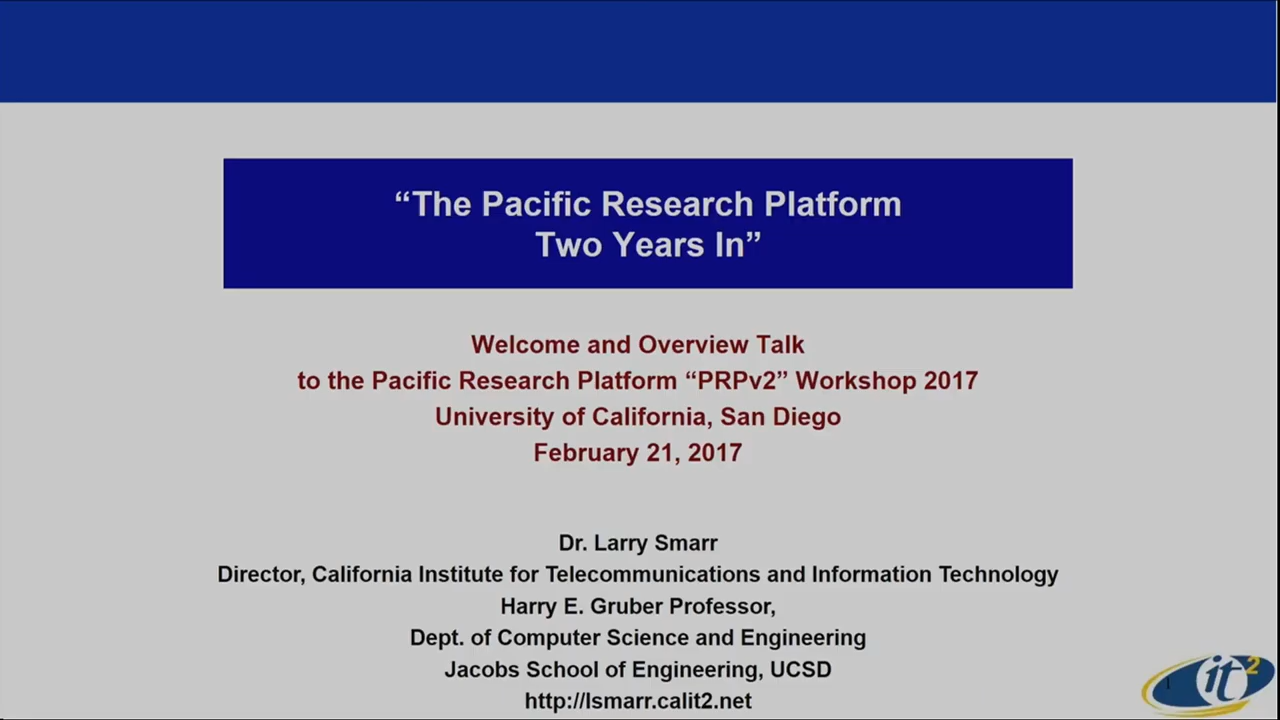 “The Pacific Research Platform
Two Years In”
Welcome and Overview Talk
to the Pacific Research Platform “PRPv2” Workshop 2017
University of California, San Diego
February 21, 2017
Dr. Larry Smarr
Director, California Institute for Telecommunications and Information Technology
Harry E. Gruber Professor,
Dept. of Computer Science and Engineering
Jacobs School of Engineering, UCSD
http://lsmarr.calit2.net
1
it2